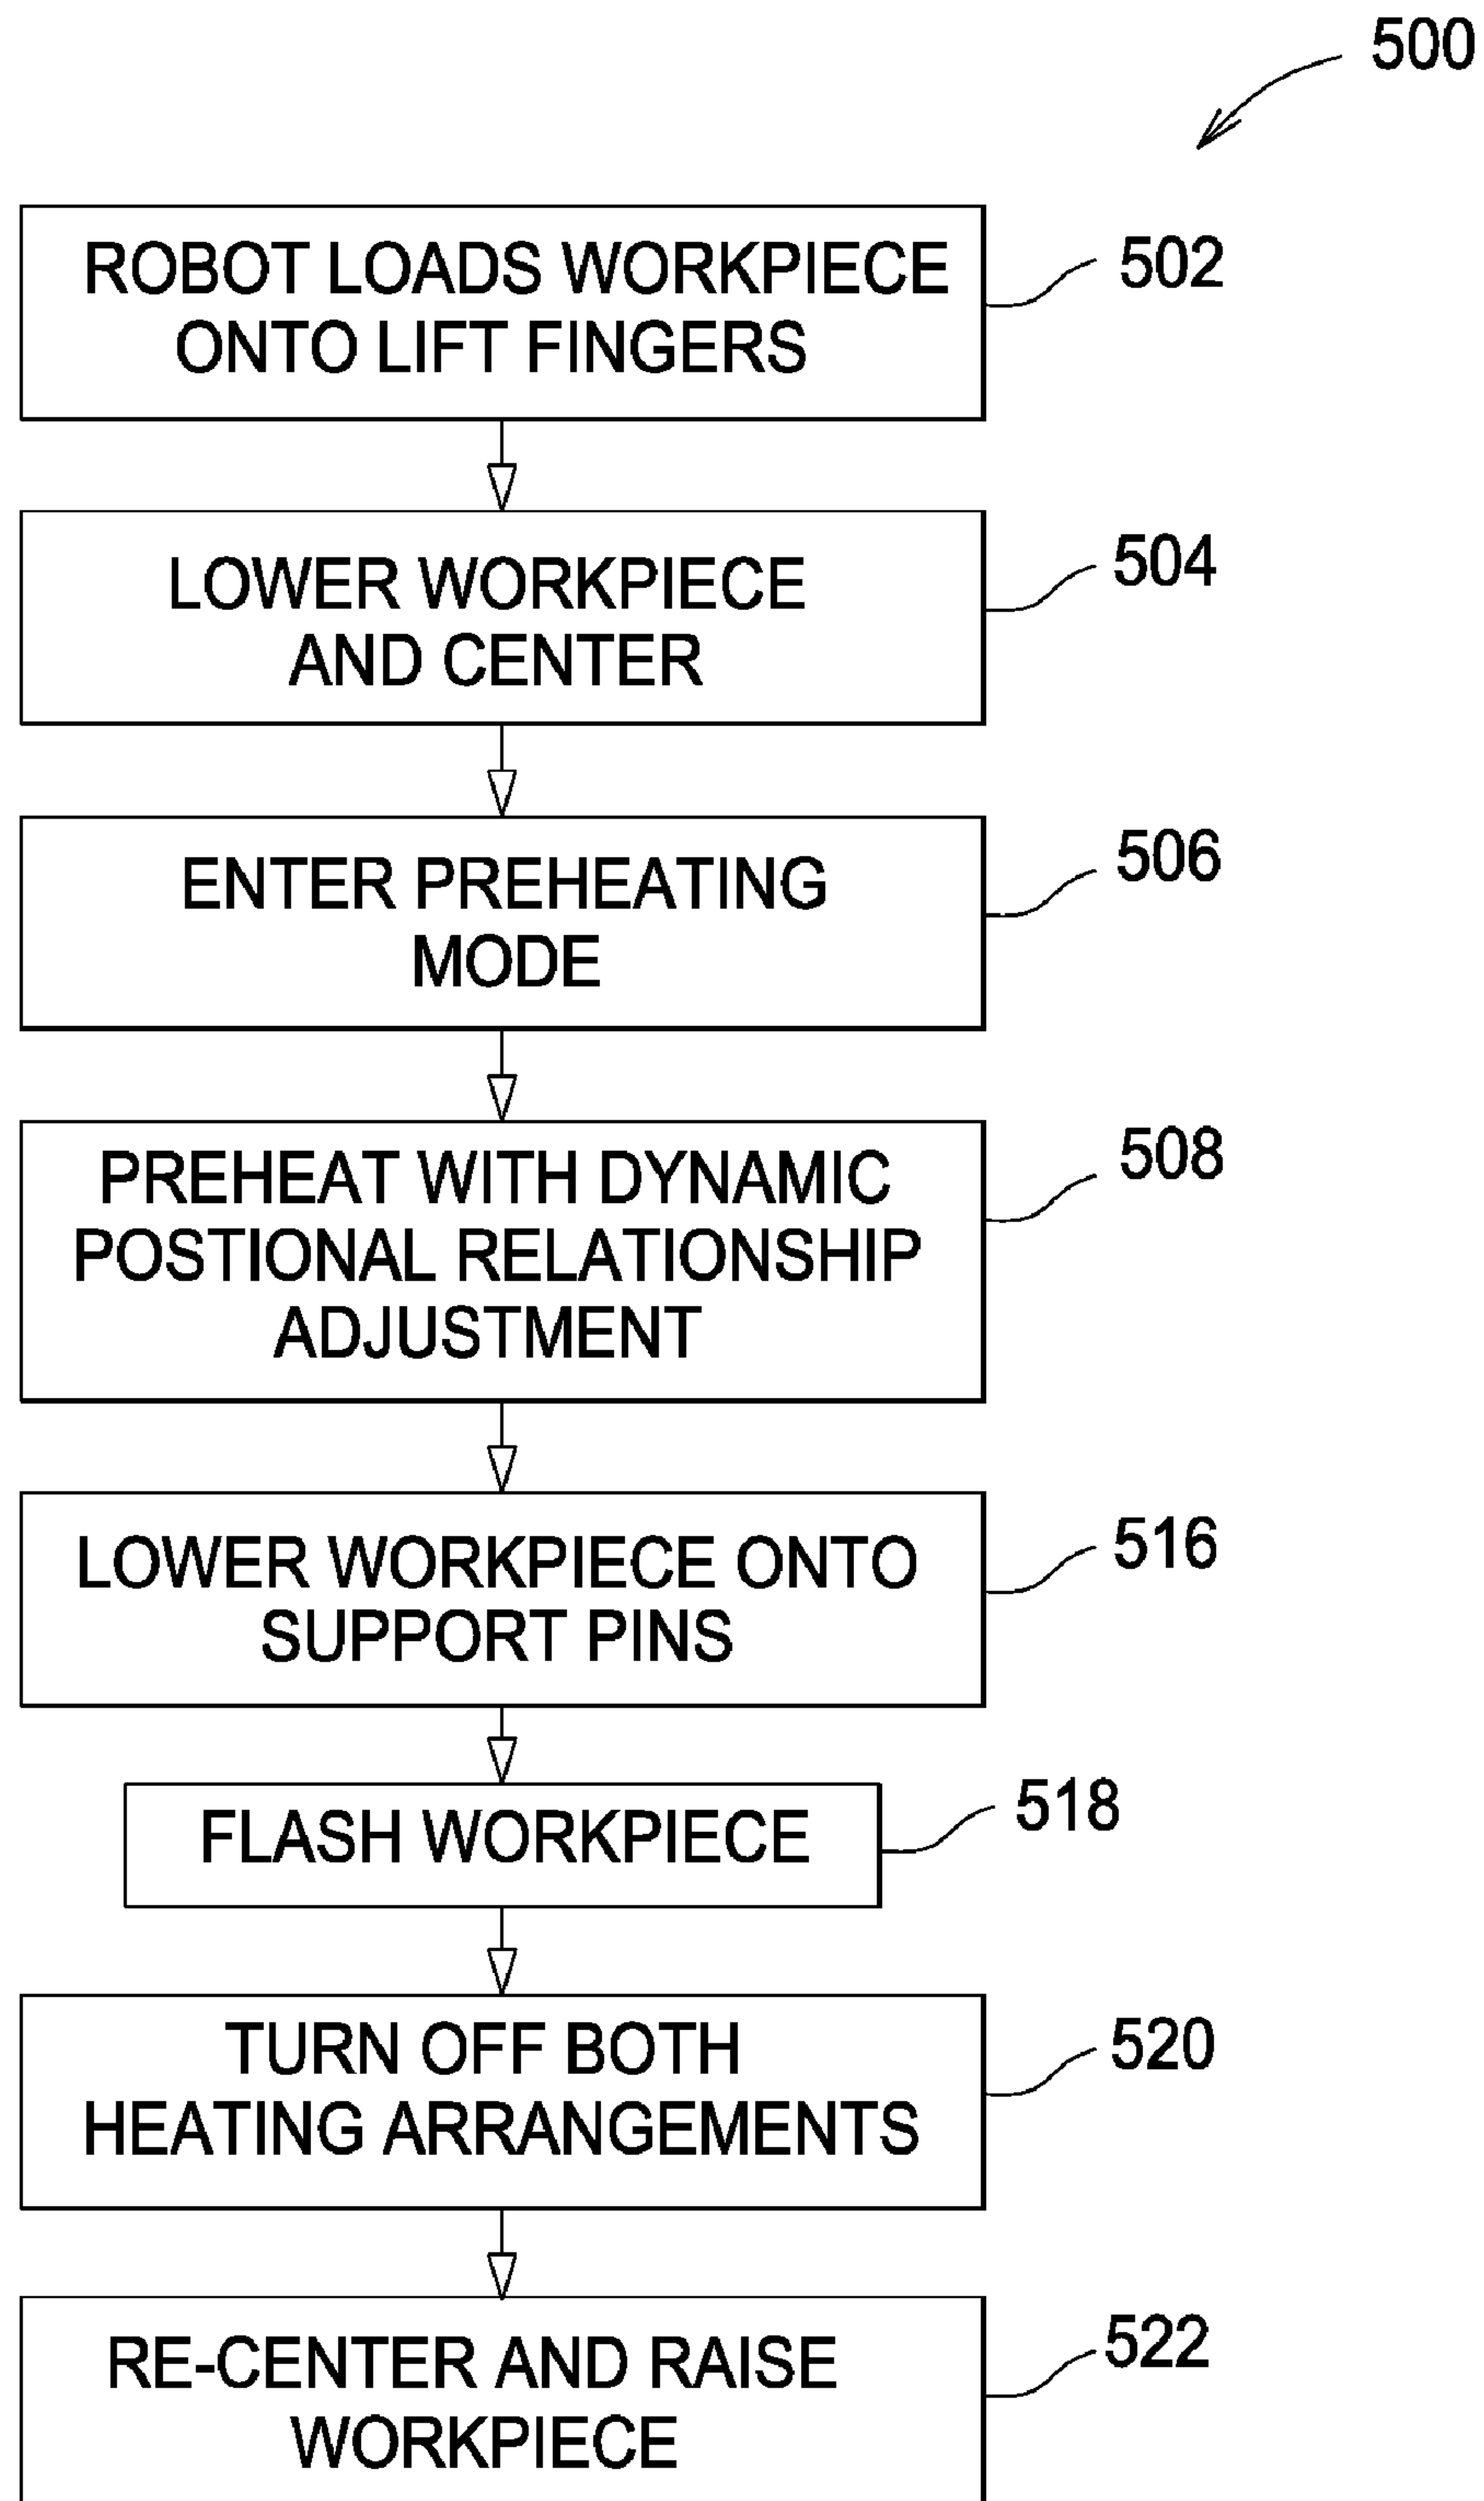 500
ROBOT LOADS WORKPIECE
ONTO LIFT FINGERS
502
LOWER WORKPIECE
AND CENTER
504
ENTER PREHEATING
MODE
506
PREHEAT WITH DYNAMIC
POSTIONAL RELATIONSHIP
ADJUSTMENT
508
LOWER WORKPIECE ONTO
SUPPORT PINS
516
FLASH WORKPIECE
518
TURN OFF BOTH
HEATING ARRANGEMENTS
520
RE-CENTER AND RAISE
WORKPIECE
522